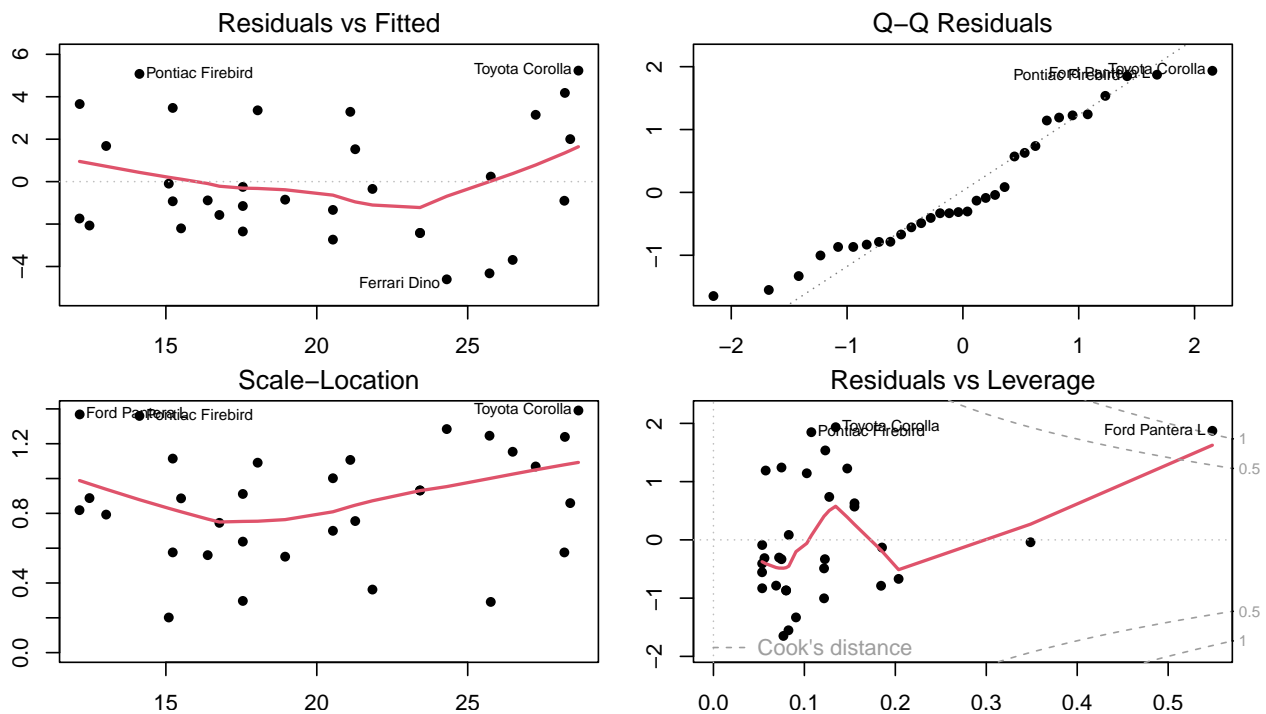 Residuals vs Fitted
6
4
2
0
−4
Pontiac Firebird
Toyota Corolla
Ferrari Dino
15
20
25
Q−Q Residuals
2
1
0
−1
Pontiac Firebird
Ford Pantera L
Toyota Corolla
−2
−1
0
1
2
Scale−Location
1.2
0.8
0.4
0.0
Ford Pantera L
Pontiac Firebird
Toyota Corolla
15
20
25
Residuals vs Leverage
2
1
0
−1
−2
Toyota Corolla
Pontiac Firebird
Ford Pantera L
1
0.5
0.5
1
Cook's distance
0.0
0.1
0.2
0.3
0.4
0.5